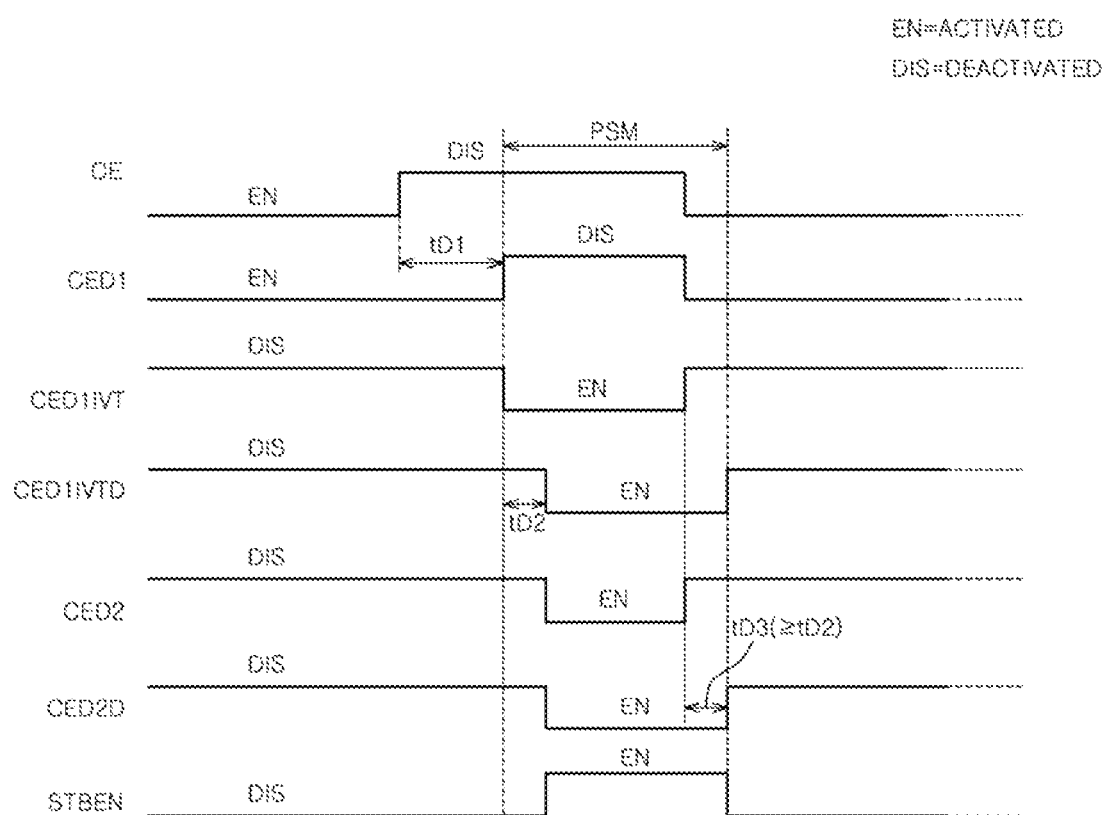 EN=ACTIVATED
DIS=DEACTIVATED
PSM
CE
EN
DIS
tD1
CED1
EN
DIS
CED1IVT
DIS
EN
CED1IVTD
DIS
EN
tD2
CED2
DIS
EN
tD3(≥tD2)
CED2D
DIS
EN
STBEN
DIS
EN